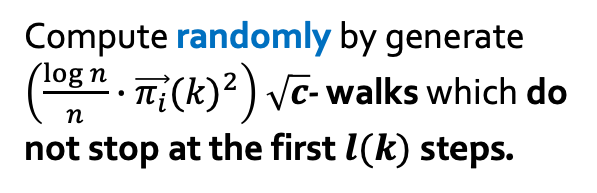 Compute randomly by generate
(log n / n · π⃗ᵢ(k)²) √c- walks which do
not stop at the first l(k) steps.